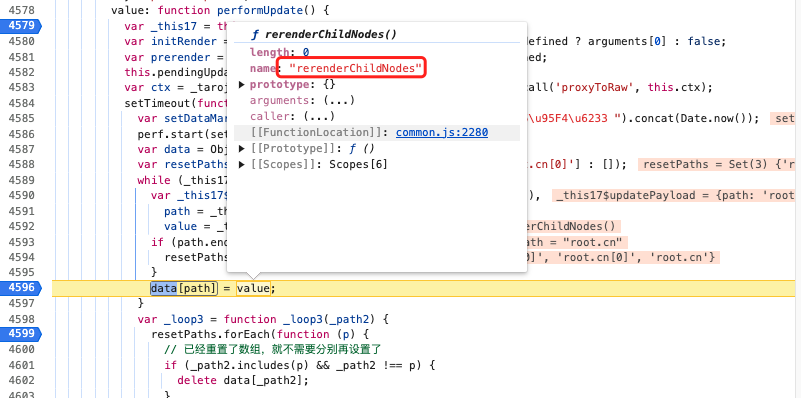 4578 value: function performUpdate() {
4579 var _this17 = th
4580 var initRender = efined ? arguments[0] : false;
4581 var prerender = ed;
4582 this.pendingUpda
4583 var ctx = _taroj all('proxyToRaw', this.ctx);
4584 setTimeout(funct
4585 var setDataMar \u95F4\u6233 ").concat(Date.now()); set
4586 perf.start(set
4587 var data = Obj
4588 var resetPaths .cn[0]'] : []); resetPaths = Set(3) {'r
4589 while (_this17
4590 var _this17$ ), _this17$updatePayload = {path: 'root
4591 path = _th
4592 value = _t erChildNodes()
4593 if (path.end ath = "root.cn"
4594 resetPaths 0]', 'root.cn[0]', 'root.cn'}
4595 }
4596 data[path] = value;
4597 }
4598 var _loop3 = function _loop3(_path2) {
4599 resetPaths.forEach(function (p) {
4600 // 已经重置了数组，就不需要分别再设置了
4601 if (_path2.includes(p) && _path2 !== p) {
4602 delete data[_path2];
4603 }
ƒ rerenderChildNodes()
length: 0
name: "rerenderChildNodes"
▶ prototype: {}
arguments: (...)
caller: (...)
[[FunctionLocation]]: common.js:2280
▶ [[Prototype]]: ƒ ()
▶ [[Scopes]]: Scopes[6]